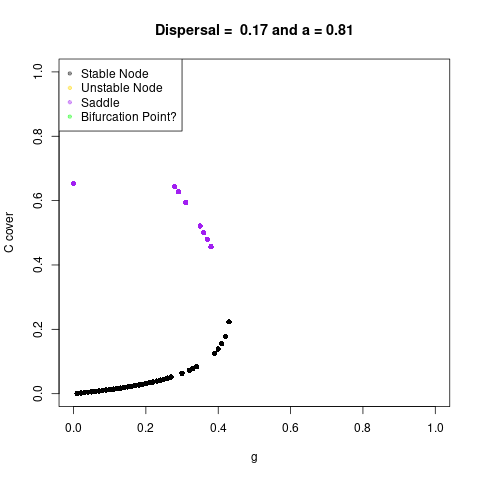 Dispersal =  0.17 and a = 0.81
Stable Node
Unstable Node
Saddle
Bifurcation Point?
C cover
1.0
0.8
0.6
0.4
0.2
0.0
0.0 0.2 0.4 0.6 0.8 1.0
g